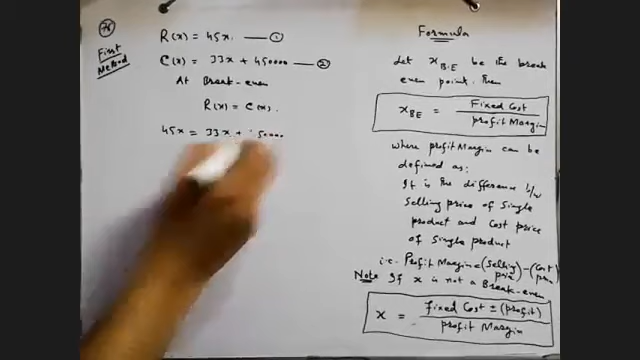 78
First Method
R(x) = 45x. —— ①
C(x) = 33x + 450000 —— ②
At Break-even
R(x) = C(x).
45x = 33x +
Formula
Let x B.E be the break
even point. Then
x BE = Fixed Cost / profit Margin
where profit Margin can be
defined as:
It is the difference b/w
Selling price of Single
product and Cost price
of Single product
i.e. Profit Margin = (Selling price) - (Cost price)
Note If x is not a Break-even
x = fixed Cost ± (profit) / profit Margin